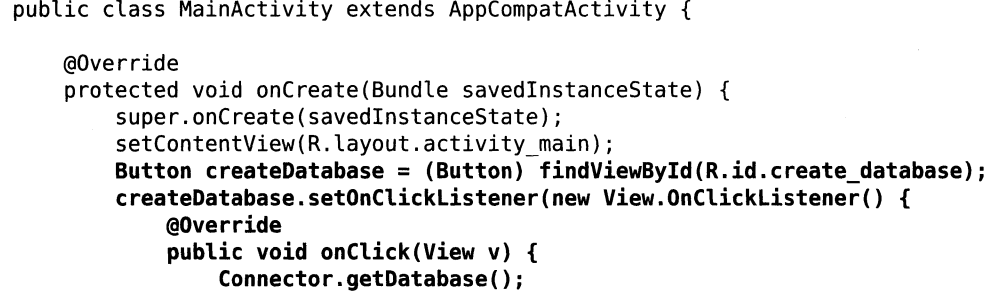 public class MainActivity extends AppCompatActivity {
@Override
protected void onCreate(Bundle savedInstanceState) {
super.onCreate(savedInstanceState);
setContentView(R.layout.activity_main);
Button createDatabase = (Button) findViewById(R.id.create_database);
createDatabase.setOnClickListener(new View.OnClickListener() {
@Override
public void onClick(View v) {
Connector.getDatabase();